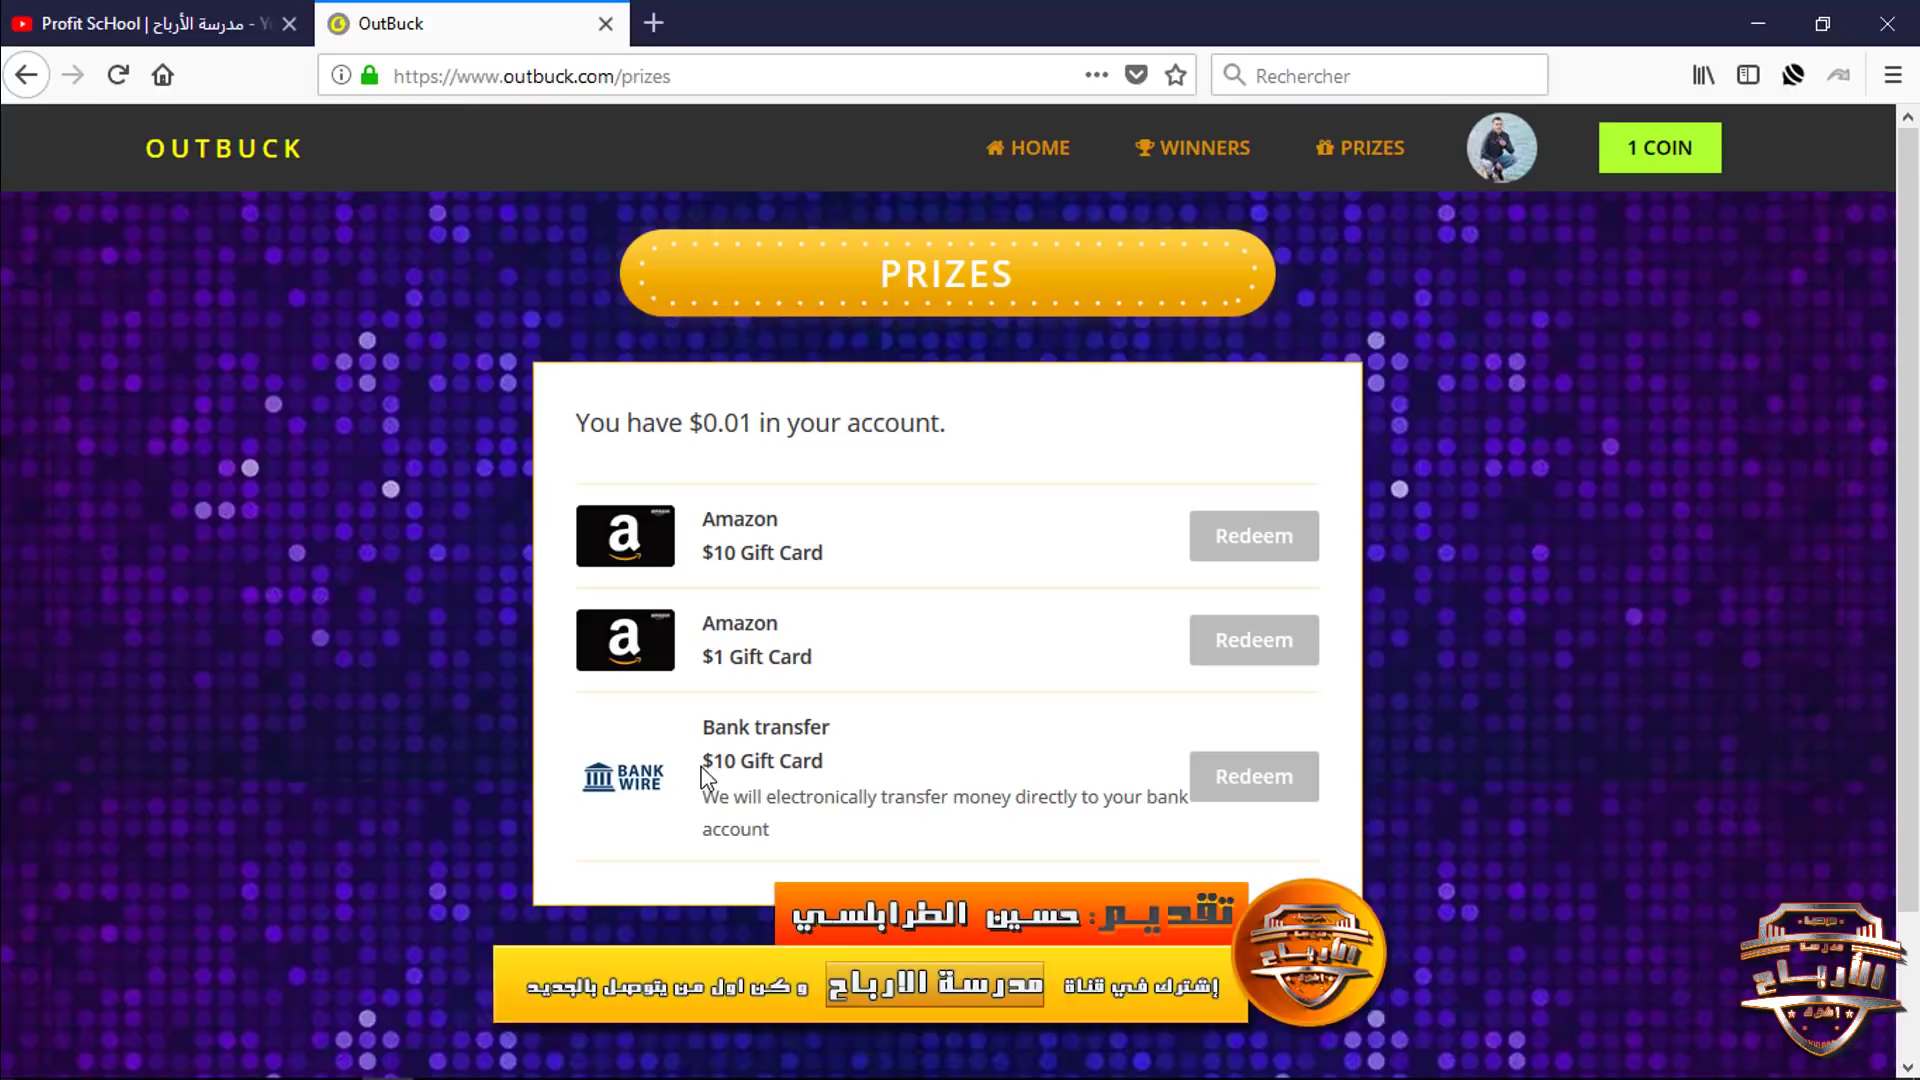 Profit ScHool | مدرسة الأرباح - Y
OutBuck
https://www.outbuck.com/prizes
Rechercher
OUTBUCK
HOME
WINNERS
PRIZES
1 COIN
PRIZES
You have $0.01 in your account.
a
Amazon
$10 Gift Card
Redeem
a
Amazon
$1 Gift Card
Redeem
BANK WIRE
Bank transfer
$10 Gift Card
We will electronically transfer money directly to your bank
account
Redeem
تقديم: حسين الطرابلسي
إشترك في قناة مدرسة الارباح و كن اول من يتوصل بالجديد
مدرسة
الأرباح